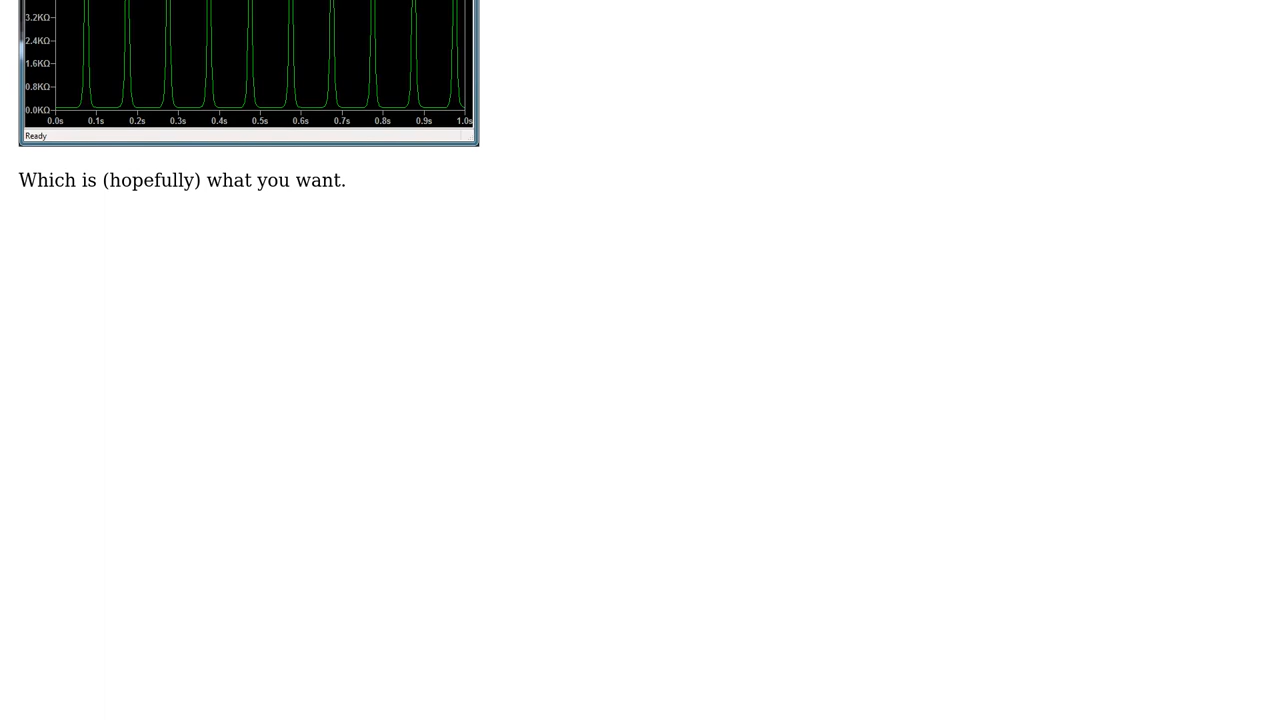 3.2KΩ
2.4KΩ
1.6KΩ
0.8KΩ
0.0KΩ
0.0s 0.1s 0.2s 0.3s 0.4s 0.5s 0.6s 0.7s 0.8s 0.9s 1.0s
Ready
Which is (hopefully) what you want.